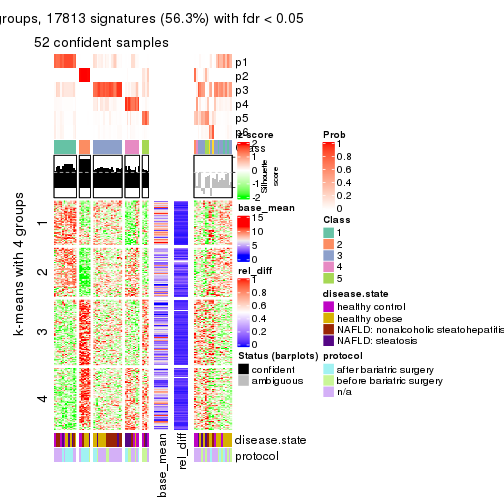 groups, 17813 signatures (56.3%) with fdr < 0.05
52 confident samples
p1
p2
p3
p4
p5
p6
Class
z-score
2
1
0
-1
-2
Silhouette
score
base_mean
15
10
5
0
rel_diff
1
0.8
0.6
0.4
0.2
0
Status (barplots)
confident
ambiguous
Prob
1
0.8
0.6
0.4
0.2
0
Class
1
2
3
4
5
disease.state
healthy control
healthy obese
NAFLD: nonalcoholic steatohepatitis
NAFLD: steatosis
protocol
after bariatric surgery
before bariatric surgery
n/a
k-means with 4 groups
1
2
3
4
disease.state
protocol
base_mean
rel_diff